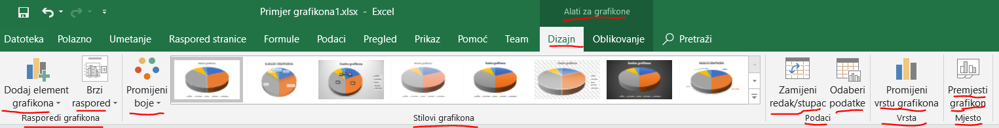 Primjer grafikona1.xlsx - Excel
Alati za grafikone
Datoteka Polazno Umetanje Raspored stranice Formule Podaci Pregled Prikaz Pomoć Team Dizajn Oblikovanje Pretraži
Dodaj element grafikona
Brzi raspored
Promijeni boje
Zamijeni redak/stupac
Odaberi podatke
Promijeni vrstu grafikona
Premjesti grafikon
Rasporedi grafikona
Stilovi grafikona
Podaci
Vrsta
Mjesto